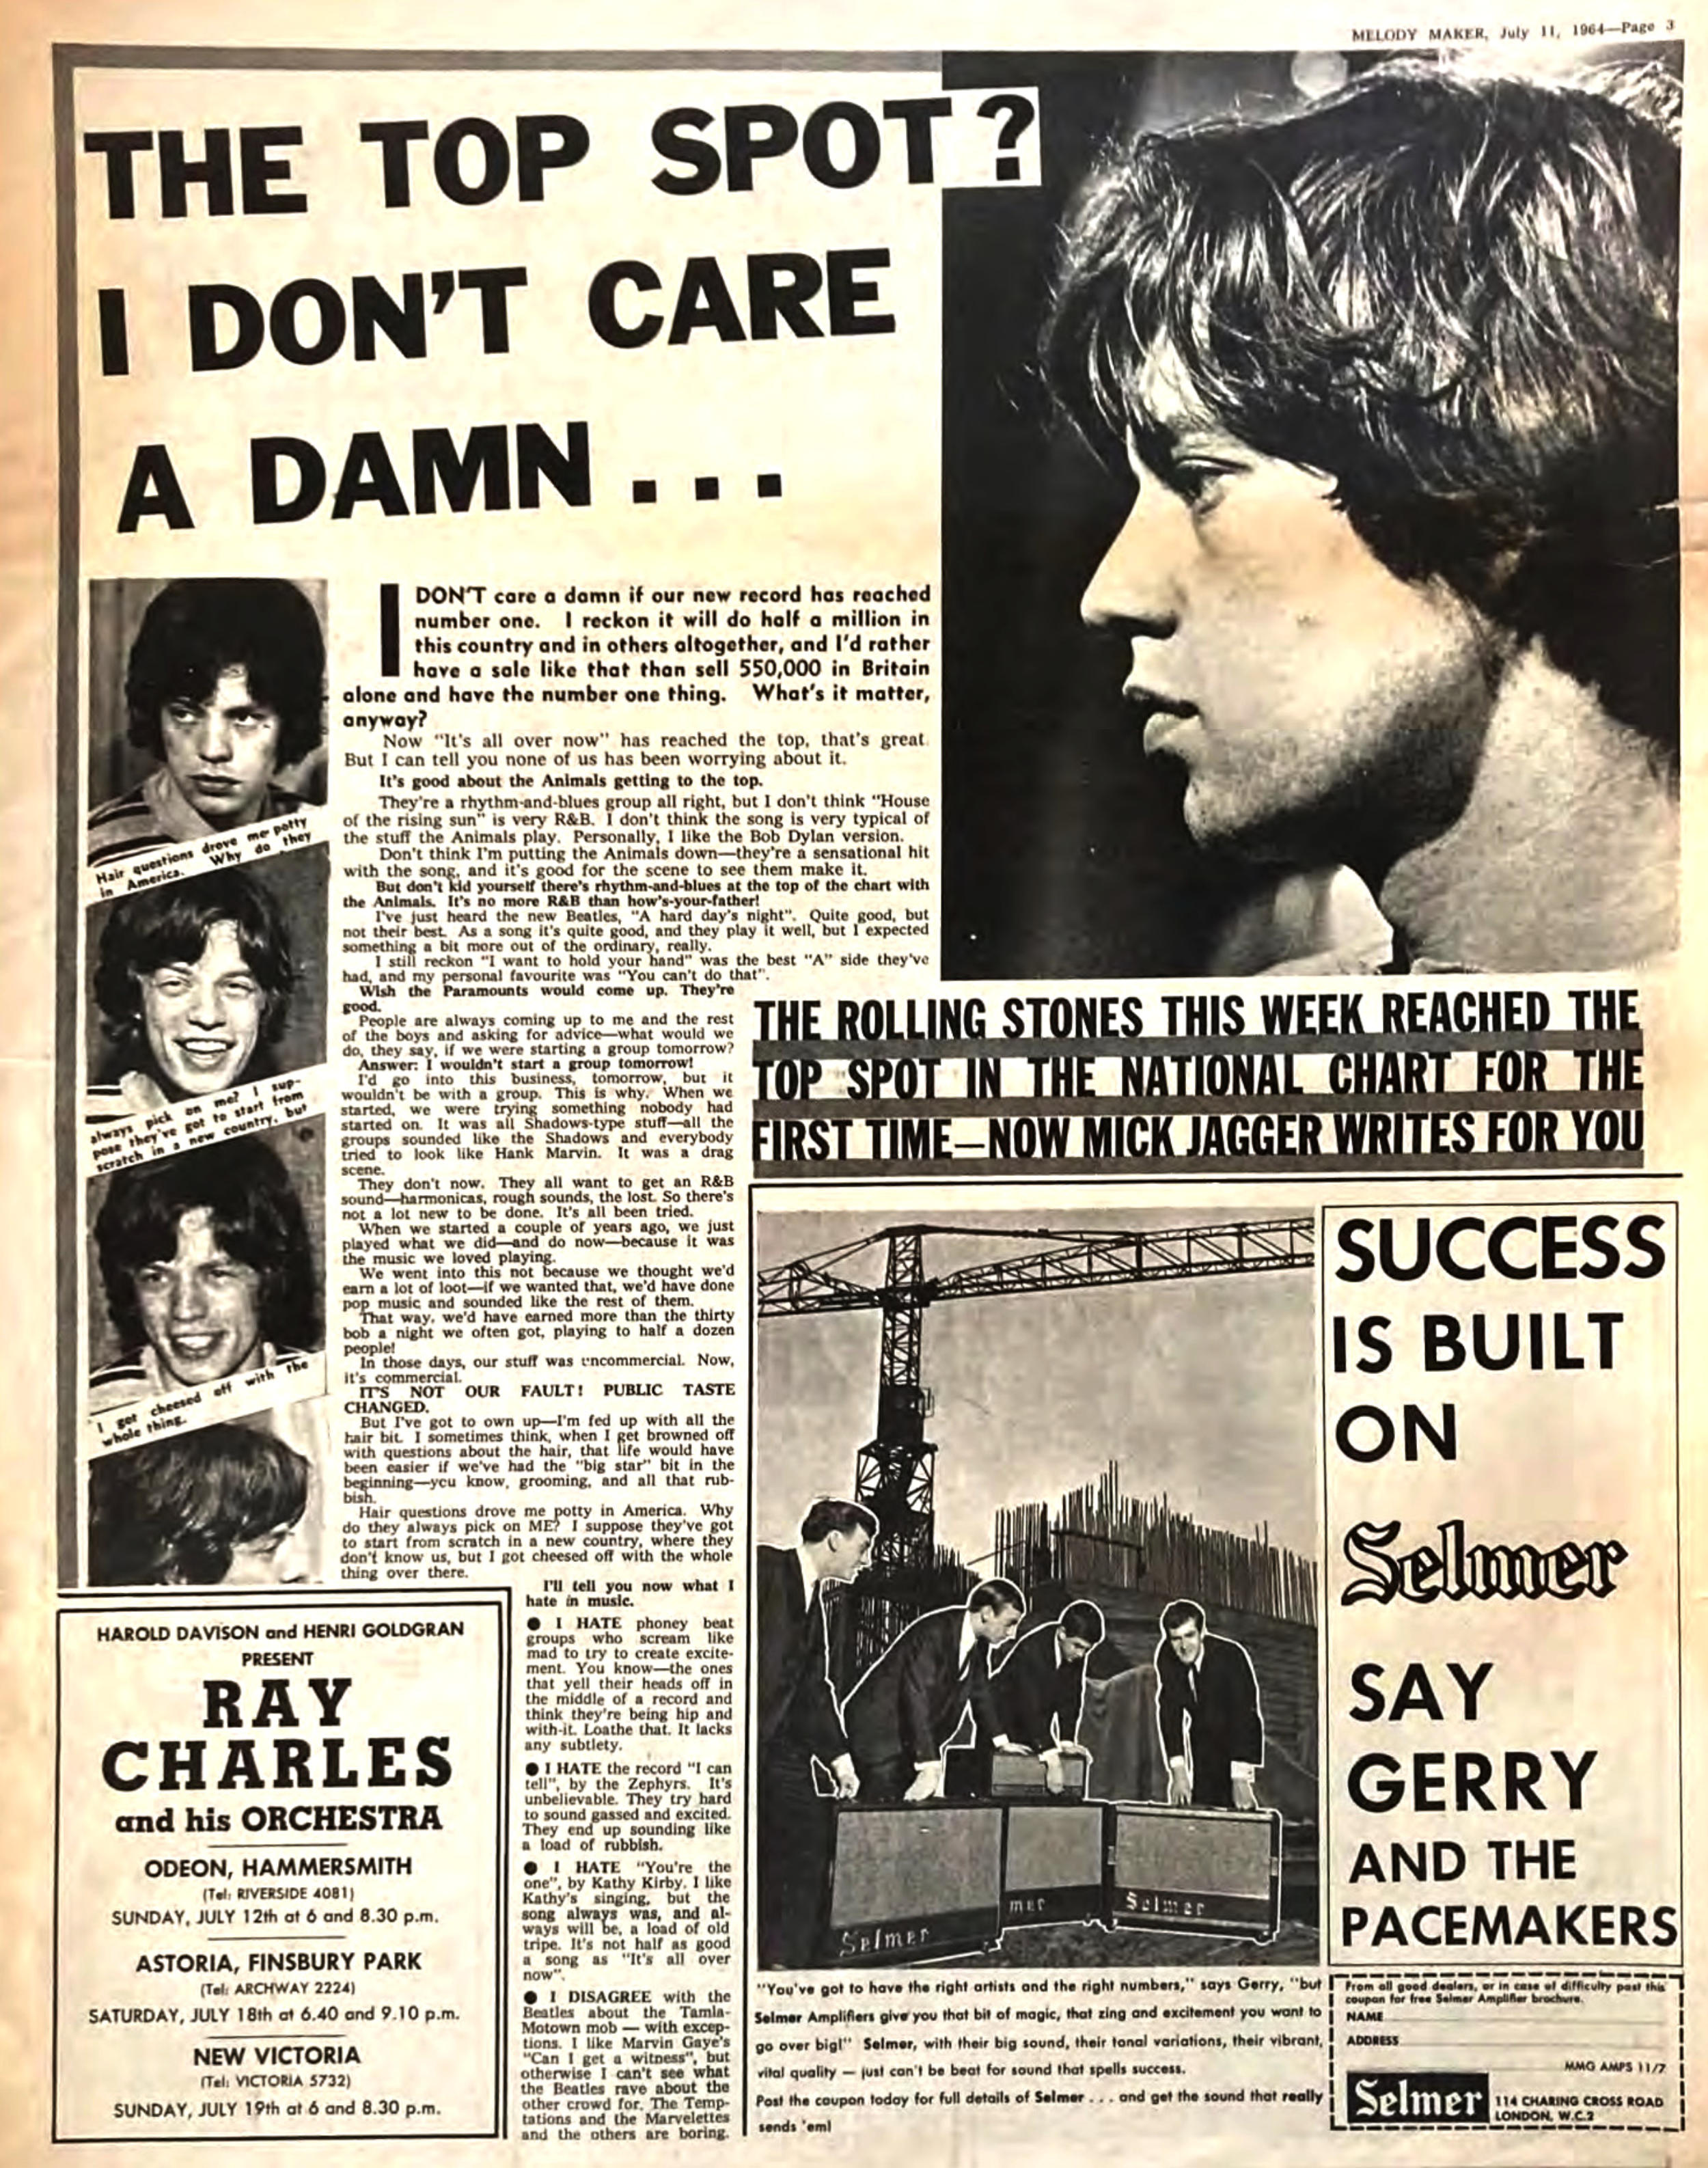 MELODY MAKER, July 11, 1964—Page 3
THE TOP SPOT?
I DON'T CARE
A DAMN...
I DON'T care a damn if our new record has reached
number one. I reckon it will do half a million in
this country and in others altogether, and I'd rather
have a sale like that than sell 550,000 in Britain
alone and have the number one thing. What's it matter,
anyway?
Now "It's all over now" has reached the top, that's great.
But I can tell you none of us has been worrying about it.
It's good about the Animals getting to the top.
They're a rhythm-and-blues group all right, but I don't think "House
of the rising sun" is very R&B. I don't think the song is very typical of
the stuff the Animals play. Personally, I like the Bob Dylan version.
Don't think I'm putting the Animals down—they're a sensational hit
with the song, and it's good for the scene to see them make it.
But don't kid yourself there's rhythm-and-blues at the top of the chart with
the Animals. It's no more R&B than how's-your-father!
I've just heard the new Beatles, "A hard day's night". Quite good, but
not their best. As a song it's quite good, and they play it well, but I expected
something a bit more out of the ordinary, really.
I still reckon "I want to hold your hand" was the best "A" side they've
had, and my personal favourite was "You can't do that".
Wish the Paramounts would come up. They're
good.
People are always coming up to me and the rest
of the boys and asking for advice—what would we
do, they say, if we were starting a group tomorrow?
Answer: I wouldn't start a group tomorrow!
I'd go into this business, tomorrow, but it
wouldn't be with a group. This is why. When we
started, we were trying something nobody had
started on. It was all Shadows-type stuff—all the
groups sounded like the Shadows and everybody
tried to look like Hank Marvin. It was a drag
scene.
They don't now. They all want to get an R&B
sound—harmonicas, rough sounds, the lost. So there's
not a lot new to be done. It's all been tried.
When we started a couple of years ago, we just
played what we did—and do now—because it was
the music we loved playing.
We went into this not because we thought we'd
earn a lot of loot—if we wanted that, we'd have done
pop music and sounded like the rest of them.
That way, we'd have earned more than the thirty
bob a night we often got, playing to half a dozen
people!
In those days, our stuff was uncommercial. Now,
it's commercial.
IT'S NOT OUR FAULT! PUBLIC TASTE
CHANGED.
But I've got to own up—I'm fed up with all the
hair bit. I sometimes think, when I get browned off
with questions about the hair, that life would have
been easier if we've had the "big star" bit in the
beginning—you know, grooming, and all that rub-
bish.
Hair questions drove me potty in America. Why
do they always pick on ME? I suppose they've got
to start from scratch in a new country, where they
don't know us, but I got cheesed off with the whole
thing over there.
I'll tell you now what I
hate in music.
● I HATE phoney beat
groups who scream like
mad to try to create excite-
ment. You know—the ones
that yell their heads off in
the middle of a record and
think they're being hip and
with-it. Loathe that. It lacks
any subtlety.
● I HATE the record "I can
tell", by the Zephyrs. It's
unbelievable. They try hard
to sound gassed and excited.
They end up sounding like
a load of rubbish.
● I HATE "You're the
one", by Kathy Kirby. I like
Kathy's singing, but the
song always was, and al-
ways will be, a load of old
tripe. It's not half as good
a song as "It's all over
now".
● I DISAGREE with the
Beatles about the Tamla-
Motown mob — with excep-
tions. I like Marvin Gaye's
"Can I get a witness", but
otherwise I can't see what
the Beatles rave about the
other crowd for. The Temp-
tations and the Marvelettes
and the others are boring.
Hair questions drove me potty
in America. Why do they
always pick on me? I sup-
pose they've got to start from
scratch in a new country, but
I got cheesed off with the
whole thing.
THE ROLLING STONES THIS WEEK REACHED THE
TOP SPOT IN THE NATIONAL CHART FOR THE
FIRST TIME—NOW MICK JAGGER WRITES FOR YOU
HAROLD DAVISON and HENRI GOLDGRAN
PRESENT
RAY
CHARLES
and his ORCHESTRA
ODEON, HAMMERSMITH
(Tel: RIVERSIDE 4081)
SUNDAY, JULY 12th at 6 and 8.30 p.m.
ASTORIA, FINSBURY PARK
(Tel: ARCHWAY 2224)
SATURDAY, JULY 18th at 6.40 and 9.10 p.m.
NEW VICTORIA
(Tel: VICTORIA 5732)
SUNDAY, JULY 19th at 6 and 8.30 p.m.
SUCCESS
IS BUILT
ON
Selmer
SAY
GERRY
AND THE
PACEMAKERS
Selmer
mer
Selmer
"You've got to have the right artists and the right numbers," says Gerry, "but
Selmer Amplifiers give you that bit of magic, that zing and excitement you want to
go over big!" Selmer, with their big sound, their tonal variations, their vibrant,
vital quality — just can't be beat for sound that spells success.
Post the coupon today for full details of Selmer ... and get the sound that really
sends 'em!
From all good dealers, or in case of difficulty post this
coupon for free Selmer Amplifier brochure.
NAME
ADDRESS
MMG AMPS 11/7
Selmer
114 CHARING CROSS ROAD
LONDON, W.C.2